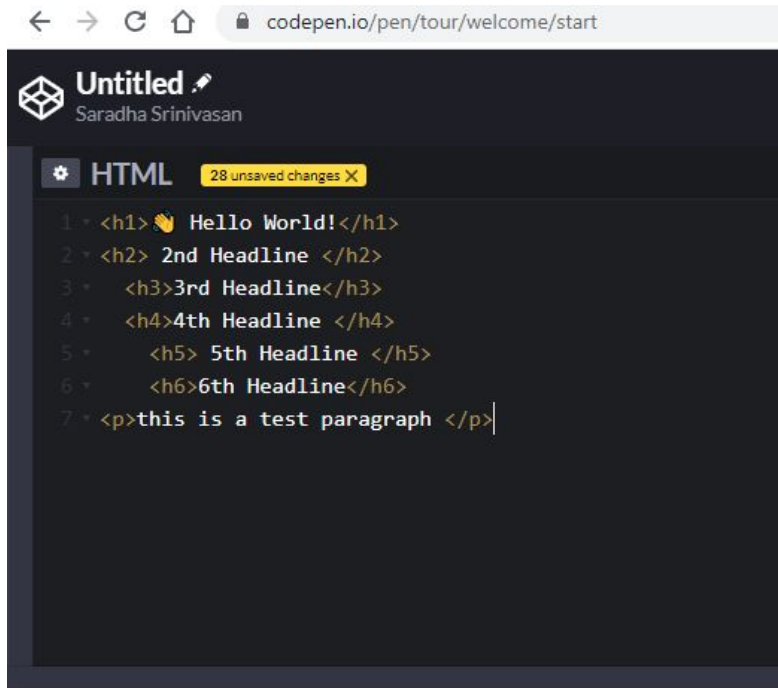 codepen.io/pen/tour/welcome/start
Untitled
Saradha Srinivasan
HTML 28 unsaved changes X
1 <h1>👋 Hello World!</h1>
2 <h2> 2nd Headline </h2>
3 <h3>3rd Headline</h3>
4 <h4>4th Headline </h4>
5 <h5> 5th Headline </h5>
6 <h6>6th Headline</h6>
7 <p>this is a test paragraph </p>